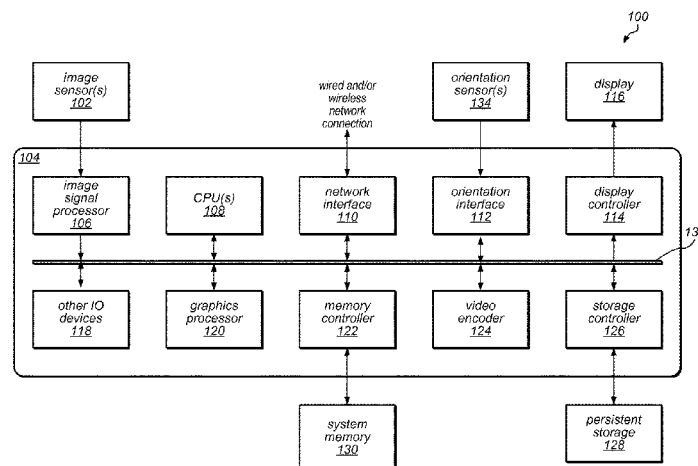 100
image
sensor(s)
102
wired and/or
wireless
network
connection
orientation
sensor(s)
134
display
116
104
image
signal
processor
106
CPU(s)
108
network
interface
110
orientation
interface
112
display
controller
114
13
other IO
devices
118
graphics
processor
120
memory
controller
122
video
encoder
124
storage
controller
126
system
memory
130
persistent
storage
128